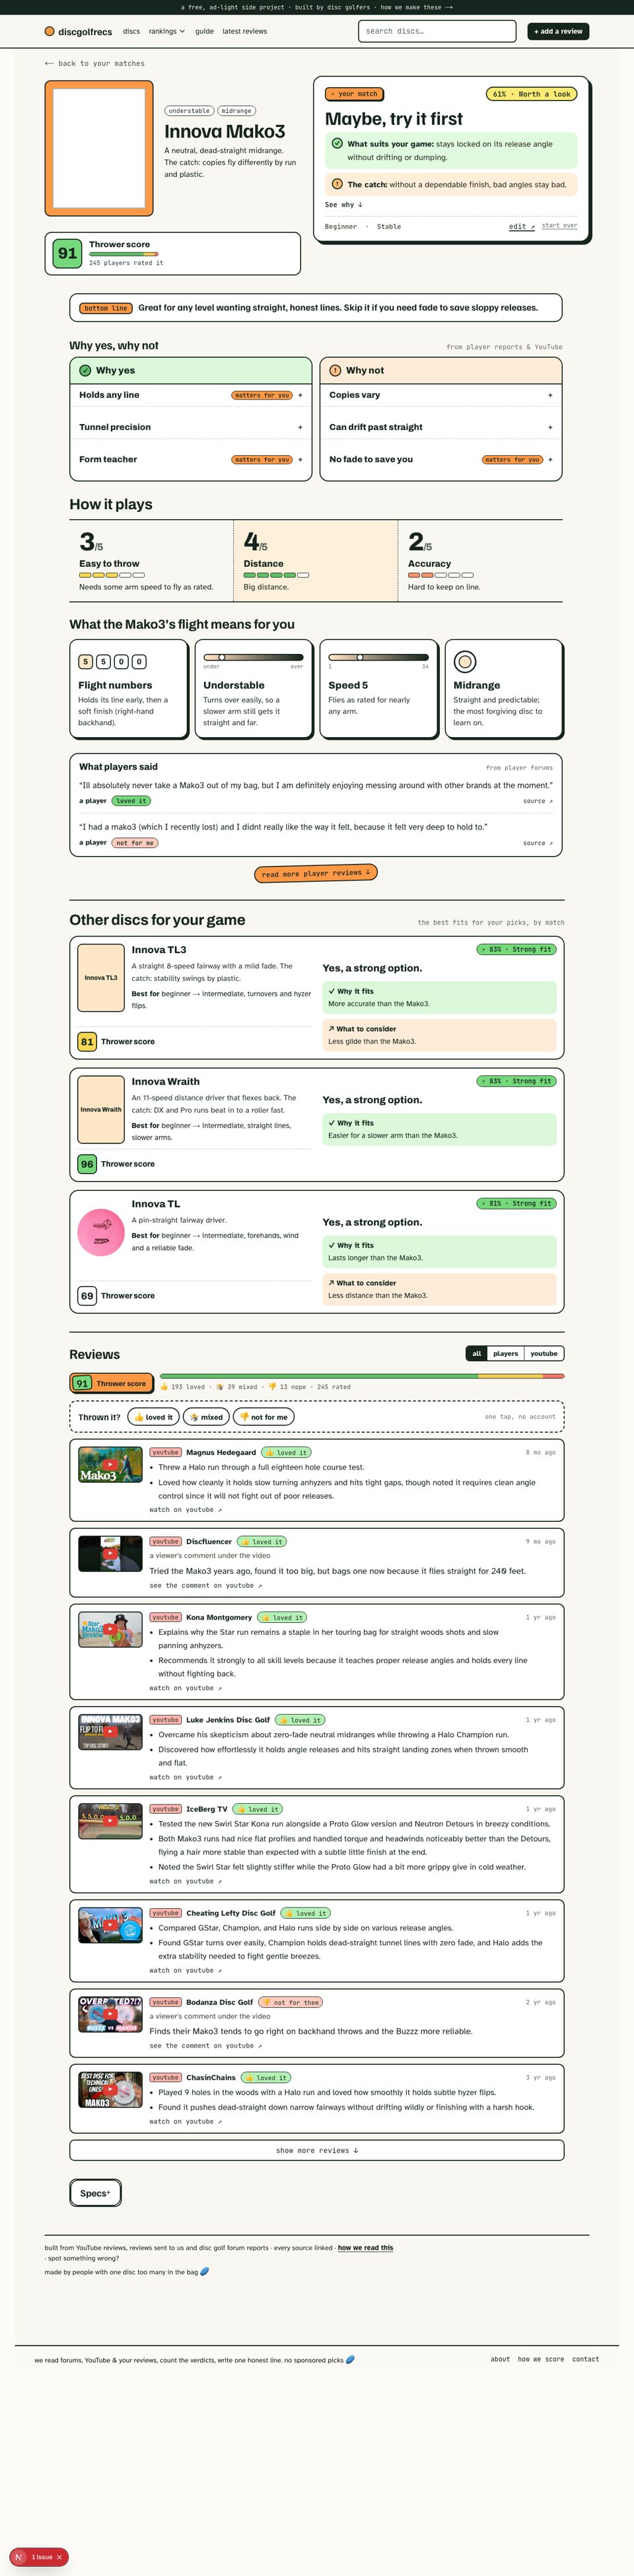 a free, ad-light side project · built by disc golfers · how we make these ⟶
discgolfrecs
discs
rankings
guide
latest reviews
search discs…
+ add a review
⟵ back to your matches
understable
midrange
Innova Mako3
A neutral, dead-straight midrange.
The catch: copies fly differently by run
and plastic.
91
Thrower score
245 players rated it
⚡ your match
61% · Worth a look
Maybe, try it first
✓ What suits your game: stays locked on its release angle
without drifting or dumping.
! The catch: without a dependable finish, bad angles stay bad.
See why ↓
Beginner · Stable
edit ↗
start over
bottom line
Great for any level wanting straight, honest lines. Skip it if you need fade to save sloppy releases.
Why yes, why not
from player reports & YouTube
✓ Why yes
Holds any line
matters for you
+
Tunnel precision
+
Form teacher
matters for you
+
! Why not
Copies vary
+
Can drift past straight
+
No fade to save you
matters for you
+
How it plays
3/5
Easy to throw
Needs some arm speed to fly as rated.
4/5
Distance
Big distance.
2/5
Accuracy
Hard to keep on line.
What the Mako3's flight means for you
5 5 0 0
Flight numbers
Holds its line early, then a
soft finish (right-hand
backhand).
under over
Understable
Turns over easily, so a
slower arm still gets it
straight and far.
1 14
Speed 5
Flies as rated for nearly
any arm.
Midrange
Straight and predictable;
the most forgiving disc to
learn on.
What players said
from player forums
“Ill absolutely never take a Mako3 out of my bag, but I am definitely enjoying messing around with other brands at the moment.”
a player
loved it
source ↗
“I had a mako3 (which I recently lost) and I didnt really like the way it felt, because it felt very deep to hold to.”
a player
not for me
source ↗
read more player reviews ↓
Other discs for your game
the best fits for your picks, by match
Innova TL3
Innova TL3
A straight 8-speed fairway with a mild fade. The
catch: stability swings by plastic.
Best for beginner → intermediate, turnovers and hyzer
flips.
81
Thrower score
⚡ 83% · Strong fit
Yes, a strong option.
✓ Why it fits
More accurate than the Mako3.
↗ What to consider
Less glide than the Mako3.
Innova Wraith
Innova Wraith
An 11-speed distance driver that flexes back. The
catch: DX and Pro runs beat in to a roller fast.
Best for beginner → intermediate, straight lines,
slower arms.
96
Thrower score
⚡ 83% · Strong fit
Yes, a strong option.
✓ Why it fits
Easier for a slower arm than the Mako3.
Innova TL
A pin-straight fairway driver.
Best for beginner → intermediate, forehands, wind
and a reliable fade.
69
Thrower score
⚡ 81% · Strong fit
Yes, a strong option.
✓ Why it fits
Lasts longer than the Mako3.
↗ What to consider
Less distance than the Mako3.
Reviews
all
players
youtube
91
Thrower score
👍 193 loved · 🤏 39 mixed · 👎 13 nope · 245 rated
Thrown it?
👍 loved it
mixed
👎 not for me
one tap, no account
Mako3
youtube Magnus Hedegaard 👍 loved it
8 mo ago
• Threw a Halo run through a full eighteen hole course test.
• Loved how cleanly it holds slow turning anhyzers and hits tight gaps, though noted it requires clean angle
control since it will not fight out of poor releases.
watch on youtube ↗
youtube Discfluencer 👍 loved it
9 mo ago
a viewer's comment under the video
Tried the Mako3 years ago, found it too big, but bags one now because it flies straight for 240 feet.
see the comment on youtube ↗
Star
Mako3
Review
youtube Kona Montgomery 👍 loved it
1 yr ago
• Explains why the Star run remains a staple in her touring bag for straight woods shots and slow
panning anhyzers.
• Recommends it strongly to all skill levels because it teaches proper release angles and holds every line
without fighting back.
watch on youtube ↗
INNOVA MAKO3
TOP DISC SERIES
youtube Luke Jenkins Disc Golf 👍 loved it
1 yr ago
• Overcame his skepticism about zero-fade neutral midranges while throwing a Halo Champion run.
• Discovered how effortlessly it holds angle releases and hits straight landing zones when thrown smooth
and flat.
watch on youtube ↗
youtube IceBerg TV 👍 loved it
1 yr ago
• Tested the new Swirl Star Kona run alongside a Proto Glow version and Neutron Detours in breezy conditions.
• Both Mako3 runs had nice flat profiles and handled torque and headwinds noticeably better than the Detours,
flying a hair more stable than expected with a subtle little finish at the end.
• Noted the Swirl Star felt slightly stiffer while the Proto Glow had a bit more grippy give in cold weather.
watch on youtube ↗
youtube Cheating Lefty Disc Golf 👍 loved it
1 yr ago
• Compared GStar, Champion, and Halo runs side by side on various release angles.
• Found GStar turns over easily, Champion holds dead-straight tunnel lines with zero fade, and Halo adds the
extra stability needed to fight gentle breezes.
watch on youtube ↗
OVERRATED?!?
BUZZZ VS MAKO3
youtube Bodanza Disc Golf 👎 not for them
2 yr ago
a viewer's comment under the video
Finds their Mako3 tends to go right on backhand throws and the Buzzz more reliable.
see the comment on youtube ↗
BEST DISC FOR
TECHNICAL
LINES!
MAKO3
youtube ChasinChains 👍 loved it
3 yr ago
• Played 9 holes in the woods with a Halo run and loved how smoothly it holds subtle hyzer flips.
• Found it pushes dead-straight down narrow fairways without drifting wildly or finishing with a harsh hook.
watch on youtube ↗
show more reviews ↓
Specs+
built from YouTube reviews, reviews sent to us and disc golf forum reports · every source linked · how we read this
· spot something wrong?
made by people with one disc too many in the bag
we read forums, YouTube & your reviews, count the verdicts, write one honest line. no sponsored picks
about
how we score
contact
N 1 Issue ×